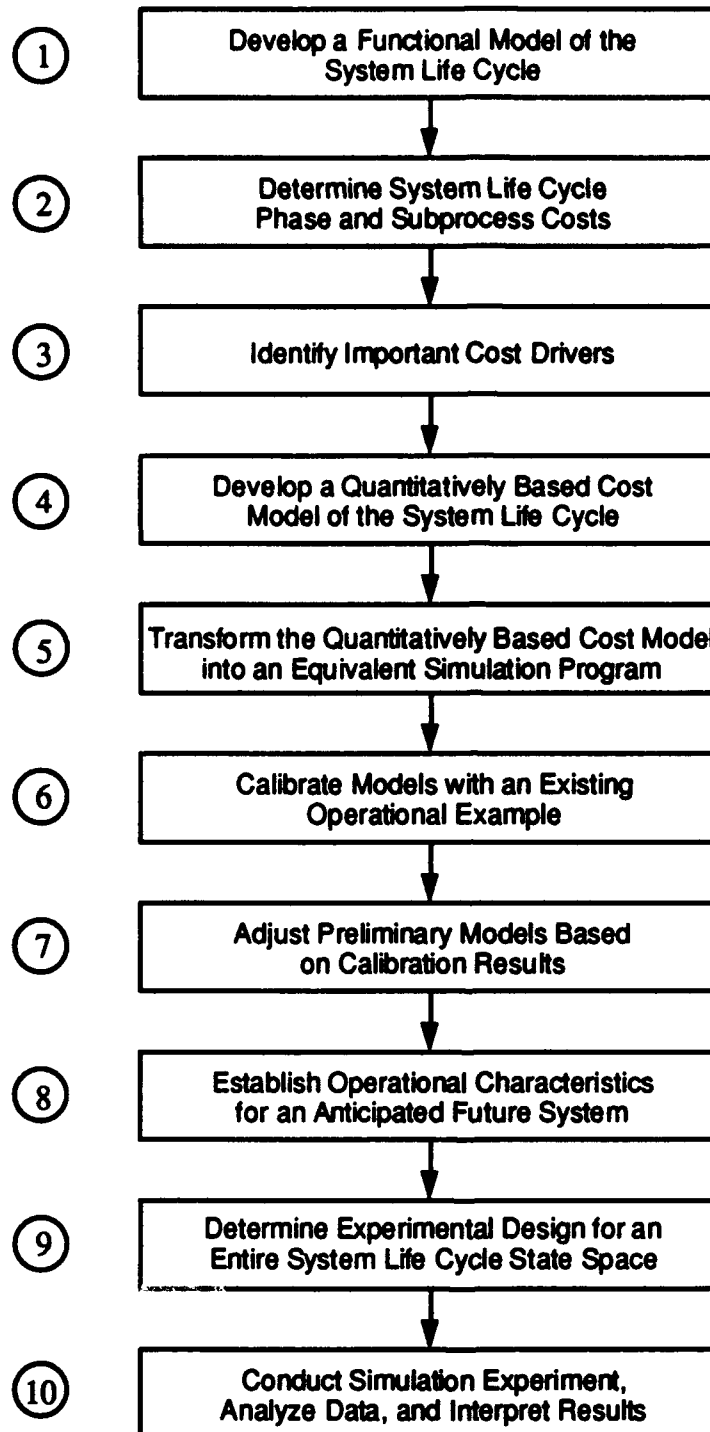 1
Develop a Functional Model of the
System Life Cycle
2
Determine System Life Cycle
Phase and Subprocess Costs
3
Identify Important Cost Drivers
4
Develop a Quantitatively Based Cost
Model of the System Life Cycle
5
Transform the Quantitatively Based Cost Model
into an Equivalent Simulation Program
6
Calibrate Models with an Existing
Operational Example
7
Adjust Preliminary Models Based
on Calibration Results
8
Establish Operational Characteristics
for an Anticipated Future System
9
Determine Experimental Design for an
Entire System Life Cycle State Space
10
Conduct Simulation Experiment,
Analyze Data, and Interpret Results